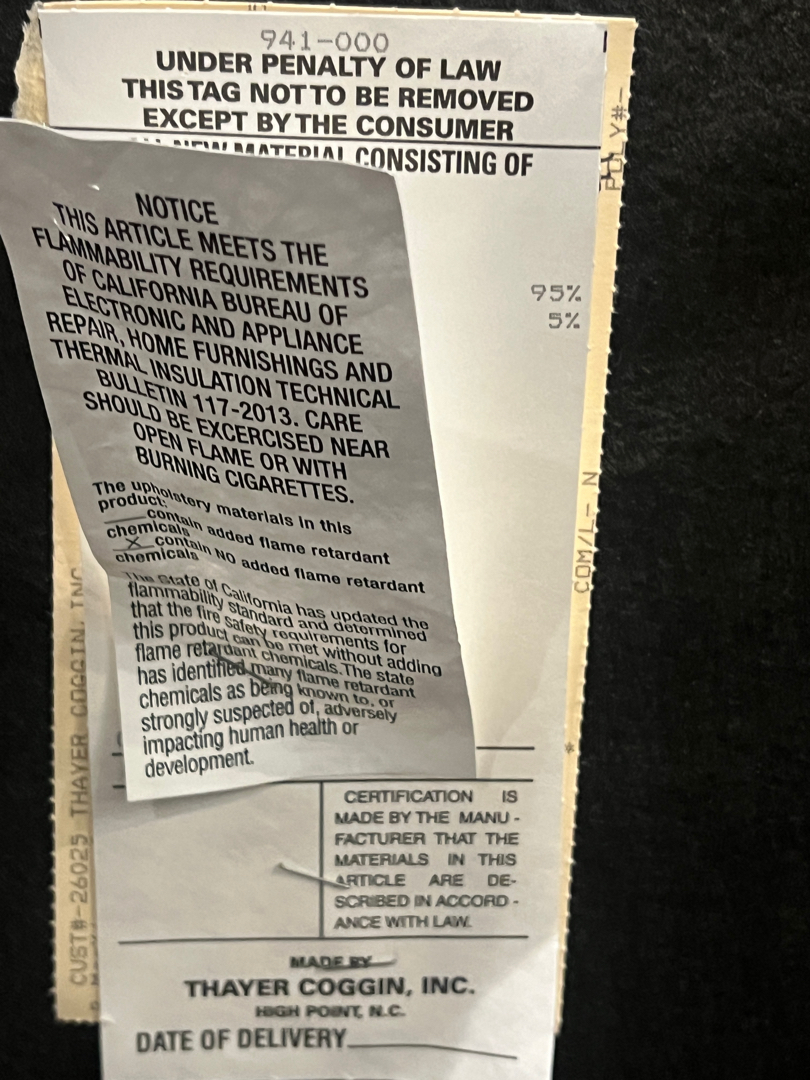 941-000
UNDER PENALTY OF LAW
THIS TAG NOT TO BE REMOVED
EXCEPT BY THE CONSUMER
NEW MATERIAL CONSISTING OF
95%
5%
NOTICE
THIS ARTICLE MEETS THE
FLAMMABILITY REQUIREMENTS
OF CALIFORNIA BUREAU OF
ELECTRONIC AND APPLIANCE
REPAIR, HOME FURNISHINGS AND
THERMAL INSULATION TECHNICAL
BULLETIN 117-2013. CARE
SHOULD BE EXCERCISED NEAR
OPEN FLAME OR WITH
BURNING CIGARETTES.
The upholstery materials in this
product:
____contain added flame retardant
chemicals
__X__contain NO added flame retardant
chemicals
The State of California has updated the
flammability standard and determined
that the fire safety requirements for
this product can be met without adding
flame retardant chemicals. The state
has identified many flame retardant
chemicals as being known to, or
strongly suspected of, adversely
impacting human health or
development.
CERTIFICATION IS
MADE BY THE MANU-
FACTURER THAT THE
MATERIALS IN THIS
ARTICLE ARE DE-
SCRIBED IN ACCORD-
ANCE WITH LAW.
MADE BY
THAYER COGGIN, INC.
HIGH POINT, N.C.
DATE OF DELIVERY
CUST#-26025 THAYER COGGIN, INC
POLY#-
COM/L- N
*